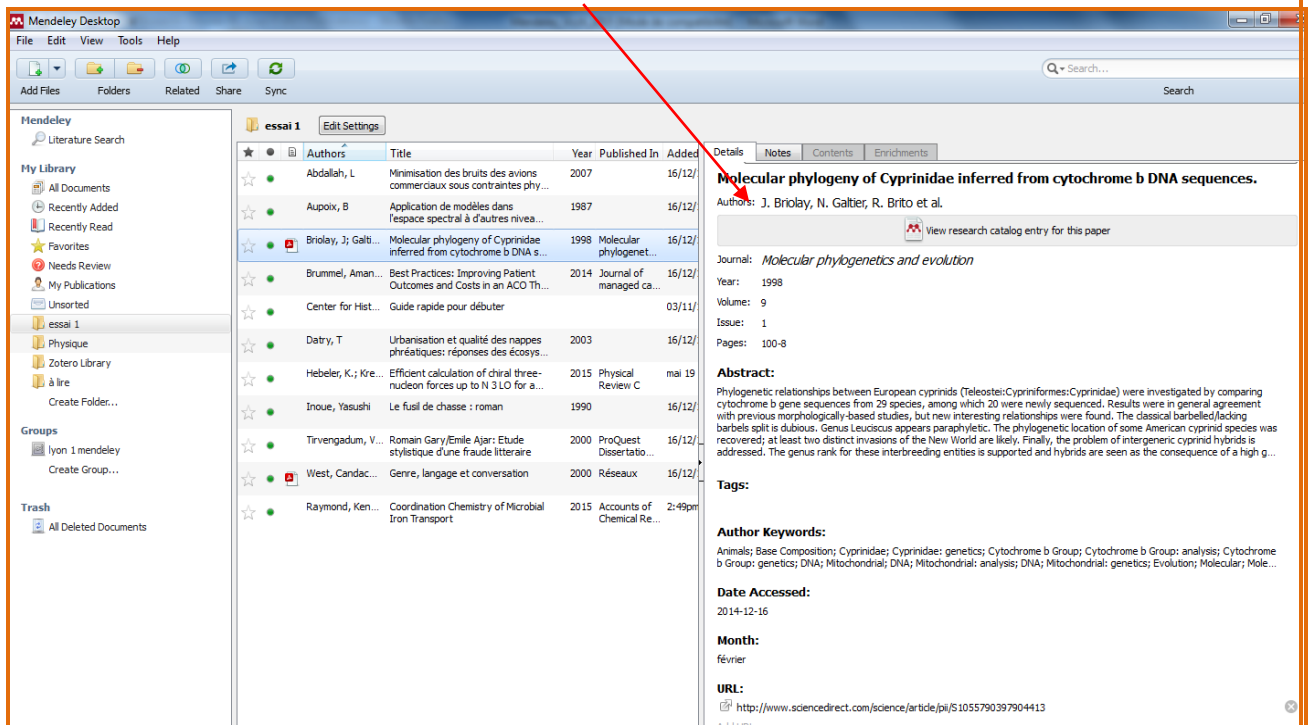 Mendeley Desktop
File Edit View Tools Help
Search...
Add Files Folders Related Share Sync Search
Mendeley
Literature Search
My Library
All Documents
Recently Added
Recently Read
Favorites
Needs Review
My Publications
Unsorted
essai 1
Physique
Zotero Library
à lire
Create Folder...
Groups
lyon 1 mendeley
Create Group...
Trash
All Deleted Documents
essai 1 Edit Settings
Authors Title Year Published In Added
Abdallah, L Minimisation des bruits des avions 2007 16/12/
commerciaux sous contraintes phy...
Aupoix, B Application de modèles dans 1987 16/12/
l'espace spectral à d'autres nivea...
Briolay, J; Galti... Molecular phylogeny of Cyprinidae 1998 Molecular 16/12/
inferred from cytochrome b DNA s... phylogenet...
Brummel, Aman... Best Practices: Improving Patient 2014 Journal of 16/12/
Outcomes and Costs in an ACO Th... managed ca...
Center for Hist... Guide rapide pour débuter 03/11/
Datry, T Urbanisation et qualité des nappes 2003 16/12/
phréatiques: réponses des écosys...
Hebeler, K.; Kre... Efficient calculation of chiral three- 2015 Physical mai 19
nucleon forces up to N 3 LO for a... Review C
Inoue, Yasushi Le fusil de chasse : roman 1990 16/12/
Tirvengadum, V... Romain Gary/Emile Ajar: Etude 2000 ProQuest 16/12/
stylistique d'une fraude litteraire Dissertatio...
West, Candac... Genre, langage et conversation 2000 Réseaux 16/12/
Raymond, Ken... Coordination Chemistry of Microbial 2015 Accounts of 2:49pm
Iron Transport Chemical Re...
Details Notes Contents Enrichments
Molecular phylogeny of Cyprinidae inferred from cytochrome b DNA sequences.
Authors: J. Briolay, N. Galtier, R. Brito et al.
View research catalog entry for this paper
Journal: Molecular phylogenetics and evolution
Year: 1998
Volume: 9
Issue: 1
Pages: 100-8
Abstract:
Phylogenetic relationships between European cyprinids (Teleostei:Cypriniformes:Cyprinidae) were investigated by comparing
cytochrome b gene sequences from 29 species, among which 20 were newly sequenced. Results were in general agreement
with previous morphologically-based studies, but new interesting relationships were found. The classical barbelled/lacking
barbels split is dubious. Genus Leuciscus appears paraphyletic. The phylogenetic location of some American cyprinid species was
recovered; at least two distinct invasions of the New World are likely. Finally, the problem of intergeneric cyprinid hybrids is
addressed. The genus rank for these interbreeding entities is supported and hybrids are seen as the consequence of a high g...
Tags:
Author Keywords:
Animals; Base Composition; Cyprinidae; Cyprinidae: genetics; Cytochrome b Group; Cytochrome b Group: analysis; Cytochrome
b Group: genetics; DNA; Mitochondrial; DNA; Mitochondrial: analysis; DNA; Mitochondrial: genetics; Evolution; Molecular; Mole...
Date Accessed:
2014-12-16
Month:
février
URL:
http://www.sciencedirect.com/science/article/pii/S1055790397904413